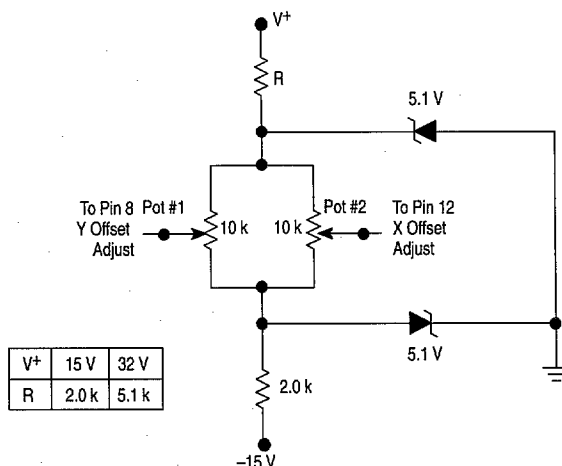 V+
R
5.1 V
To Pin 8
Y Offset
Adjust
Pot #1
10 k
10 k
Pot #2
To Pin 12
X Offset
Adjust
5.1 V
V+ 15 V 32 V
R 2.0 k 5.1 k
2.0 k
–15 V